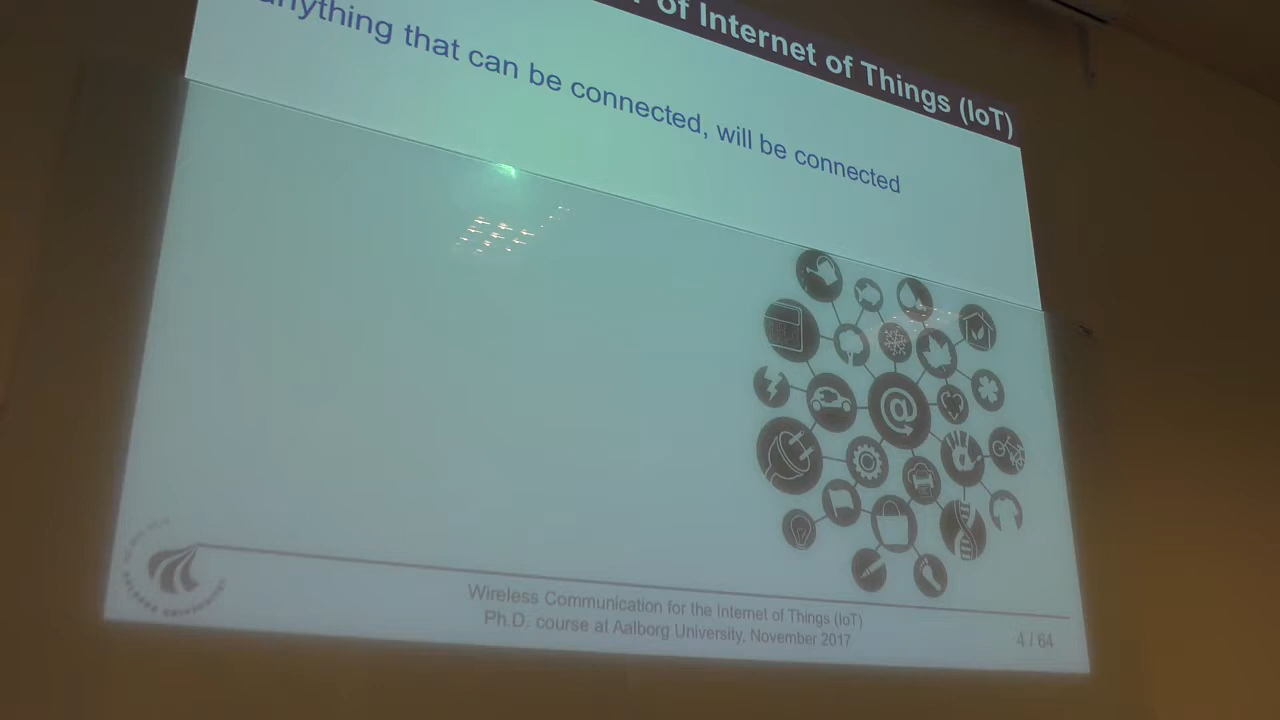 of Internet of Things (IoT)
anything that can be connected, will be connected
@
Wireless Communication for the Internet of Things (IoT)
Ph.D. course at Aalborg University, November 2017
4 / 64